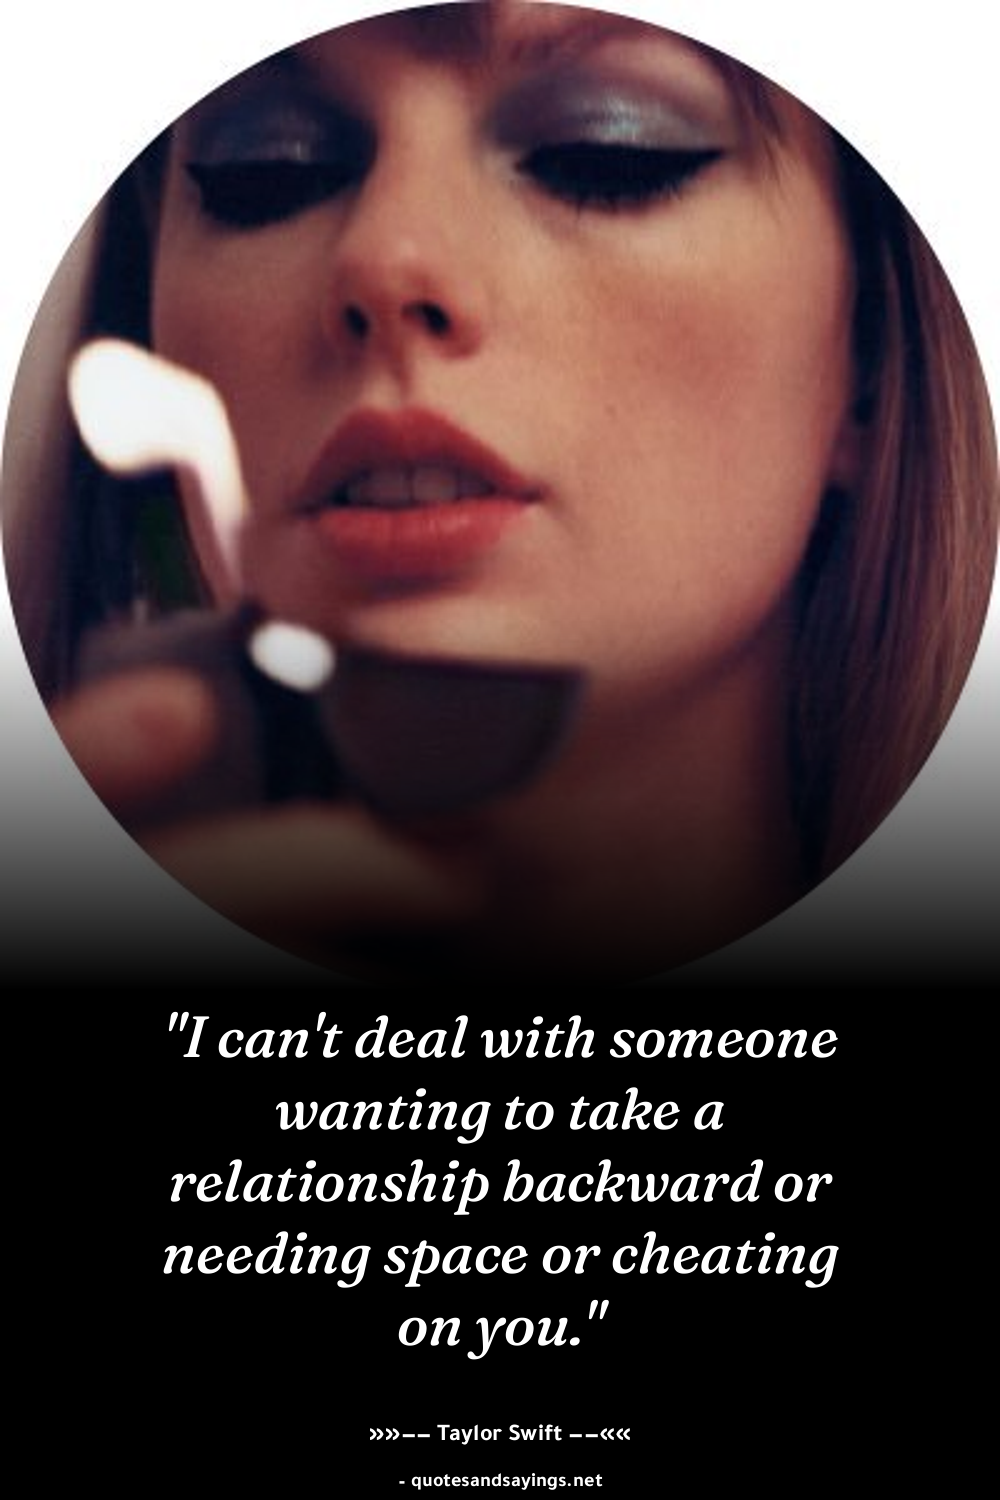 "I can't deal with someone
wanting to take a
relationship backward or
needing space or cheating
on you."
»»–– Taylor Swift ––««
- quotesandsayings.net